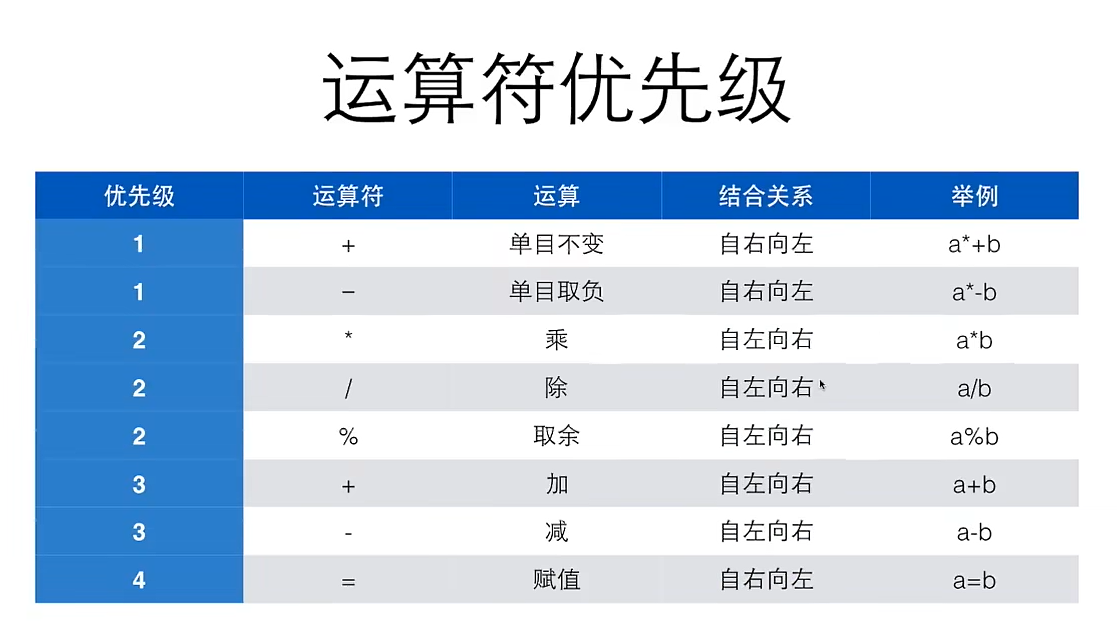 运算符优先级
优先级 运算符 运算 结合关系 举例
1 + 单目不变 自右向左 a*+b
1 − 单目取负 自右向左 a*-b
2 * 乘 自左向右 a*b
2 / 除 自左向右 a/b
2 % 取余 自左向右 a%b
3 + 加 自左向右 a+b
3 - 减 自左向右 a-b
4 = 赋值 自右向左 a=b